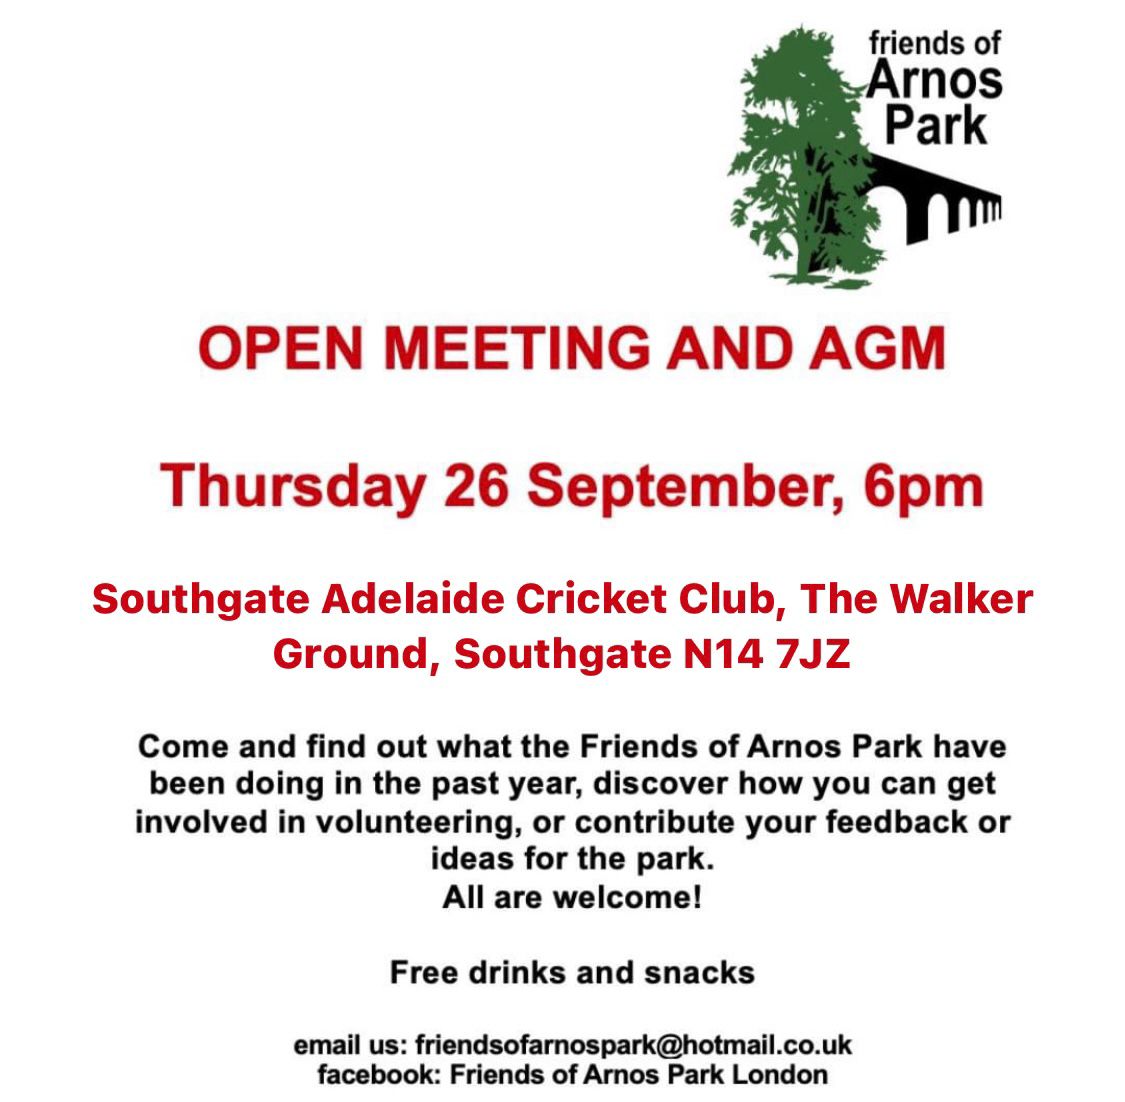 friends of
Arnos
Park
OPEN MEETING AND AGM
Thursday 26 September, 6pm
Southgate Adelaide Cricket Club, The Walker
Ground, Southgate N14 7JZ
Come and find out what the Friends of Arnos Park have
been doing in the past year, discover how you can get
involved in volunteering, or contribute your feedback or
ideas for the park.
All are welcome!
Free drinks and snacks
email us: friendsofarnospark@hotmail.co.uk
facebook: Friends of Arnos Park London